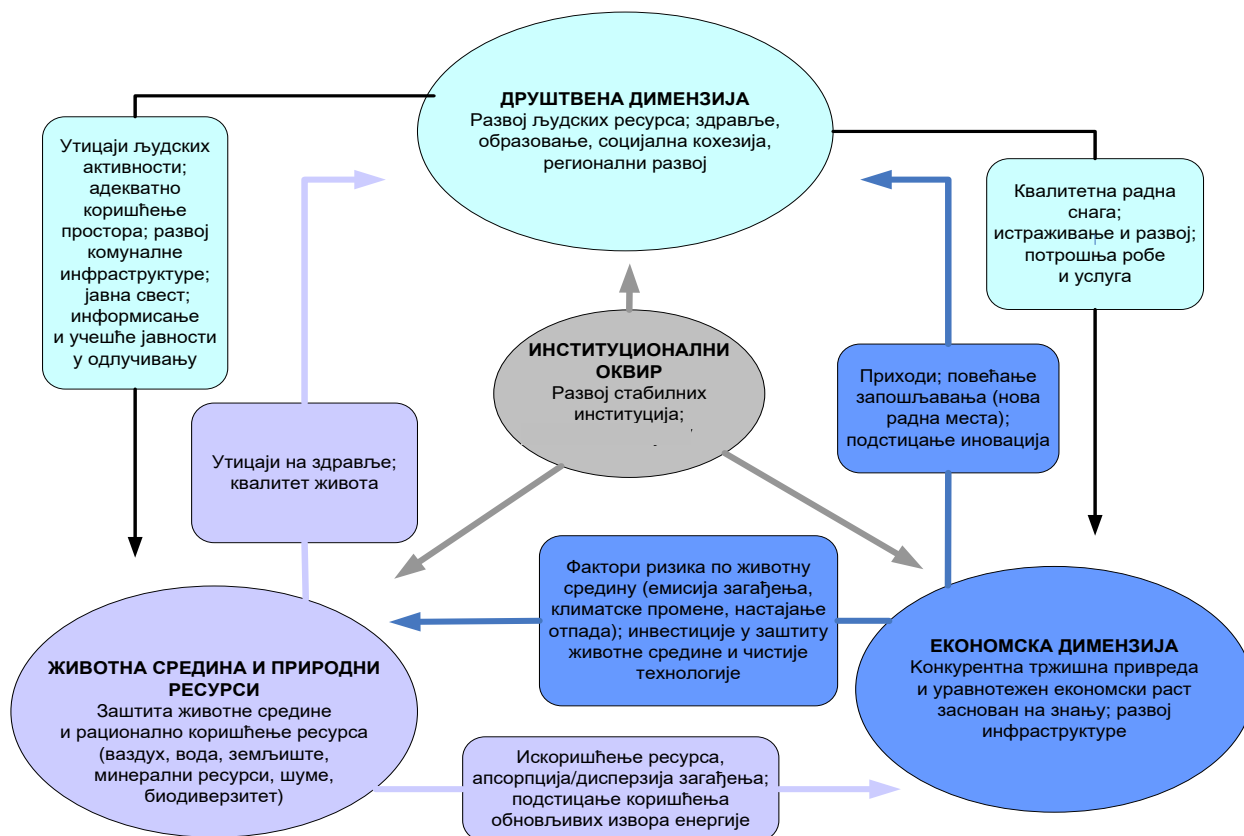 ДРУШТВЕНА ДИМЕНЗИЈА
Развој људских ресурса; здравље,
образовање, социјална кохезија,
регионални развој
Утицаји људских
активности;
адекватно
коришћење
простора; развој
комуналне
инфраструктуре;
јавна свест;
информисање
и учешће јавности
у одлучивању
Квалитетна радна
снага;
истраживање и развој;
потрошња робе
и услуга
ИНСТИТУЦИОНАЛНИ
ОКВИР
Развој стабилних
институција;
Приходи; повећање
запошљавања (нова
радна места);
подстицање иновација
Утицаји на здравље;
квалитет живота
Фактори ризика по животну
средину (емисија загађења,
климатске промене, настајање
отпада); инвестиције у заштиту
животне средине и чистије
технологије
ЖИВОТНА СРЕДИНА И ПРИРОДНИ
РЕСУРСИ
Заштита животне средине
и рационално коришћење ресурса
(ваздух, вода, земљиште,
минерални ресурси, шуме,
биодиверзитет)
ЕКОНОМСКА ДИМЕНЗИЈА
Конкурентна тржишна привреда
и уравнотежен економски раст
заснован на знању; развој
инфраструктуре
Искоришћење ресурса,
апсорпција/дисперзија загађења;
подстицање коришћења
обновљивих извора енергије